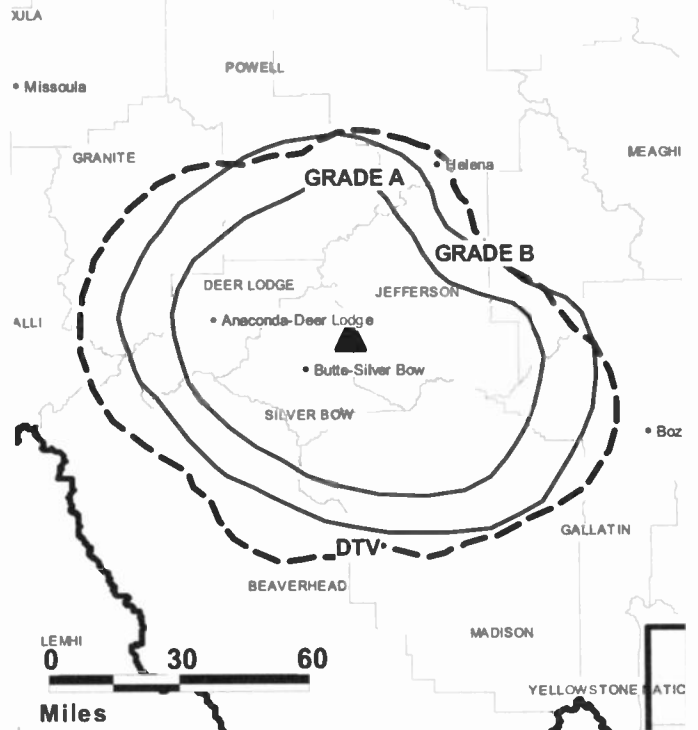 XULA
POWELL
Missoula
GRANITE
MEAGHI
Helena
GRADE A
GRADE B
DEER LODGE
JEFFERSON
ALLI
Anaconda-Deer Lodge
Butte-Silver Bow
SILVER BOW
Boz
GALLATIN
DTV
BEAVERHEAD
MADISON
LEMHI
0 30 60
YELLOWSTONE NATIC
Miles